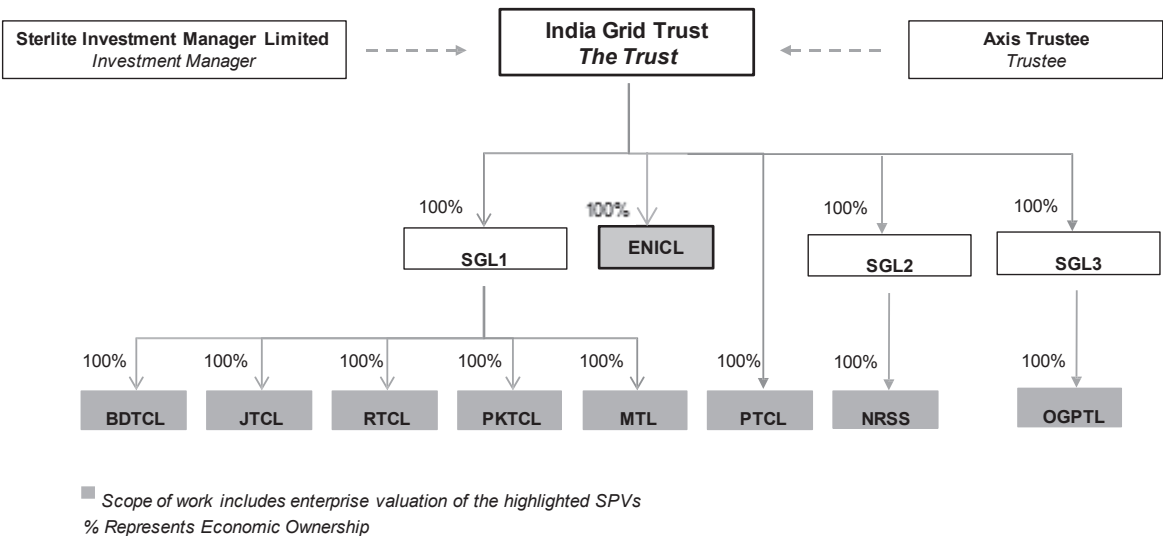 Sterlite Investment Manager Limited
Investment Manager
India Grid Trust
The Trust
Axis Trustee
Trustee
100%
100%
100%
100%
SGL1
ENICL
SGL2
SGL3
100%
100%
100%
100%
100%
100%
100%
100%
BDTCL
JTCL
RTCL
PKTCL
MTL
PTCL
NRSS
OGPTL
Scope of work includes enterprise valuation of the highlighted SPVs
% Represents Economic Ownership